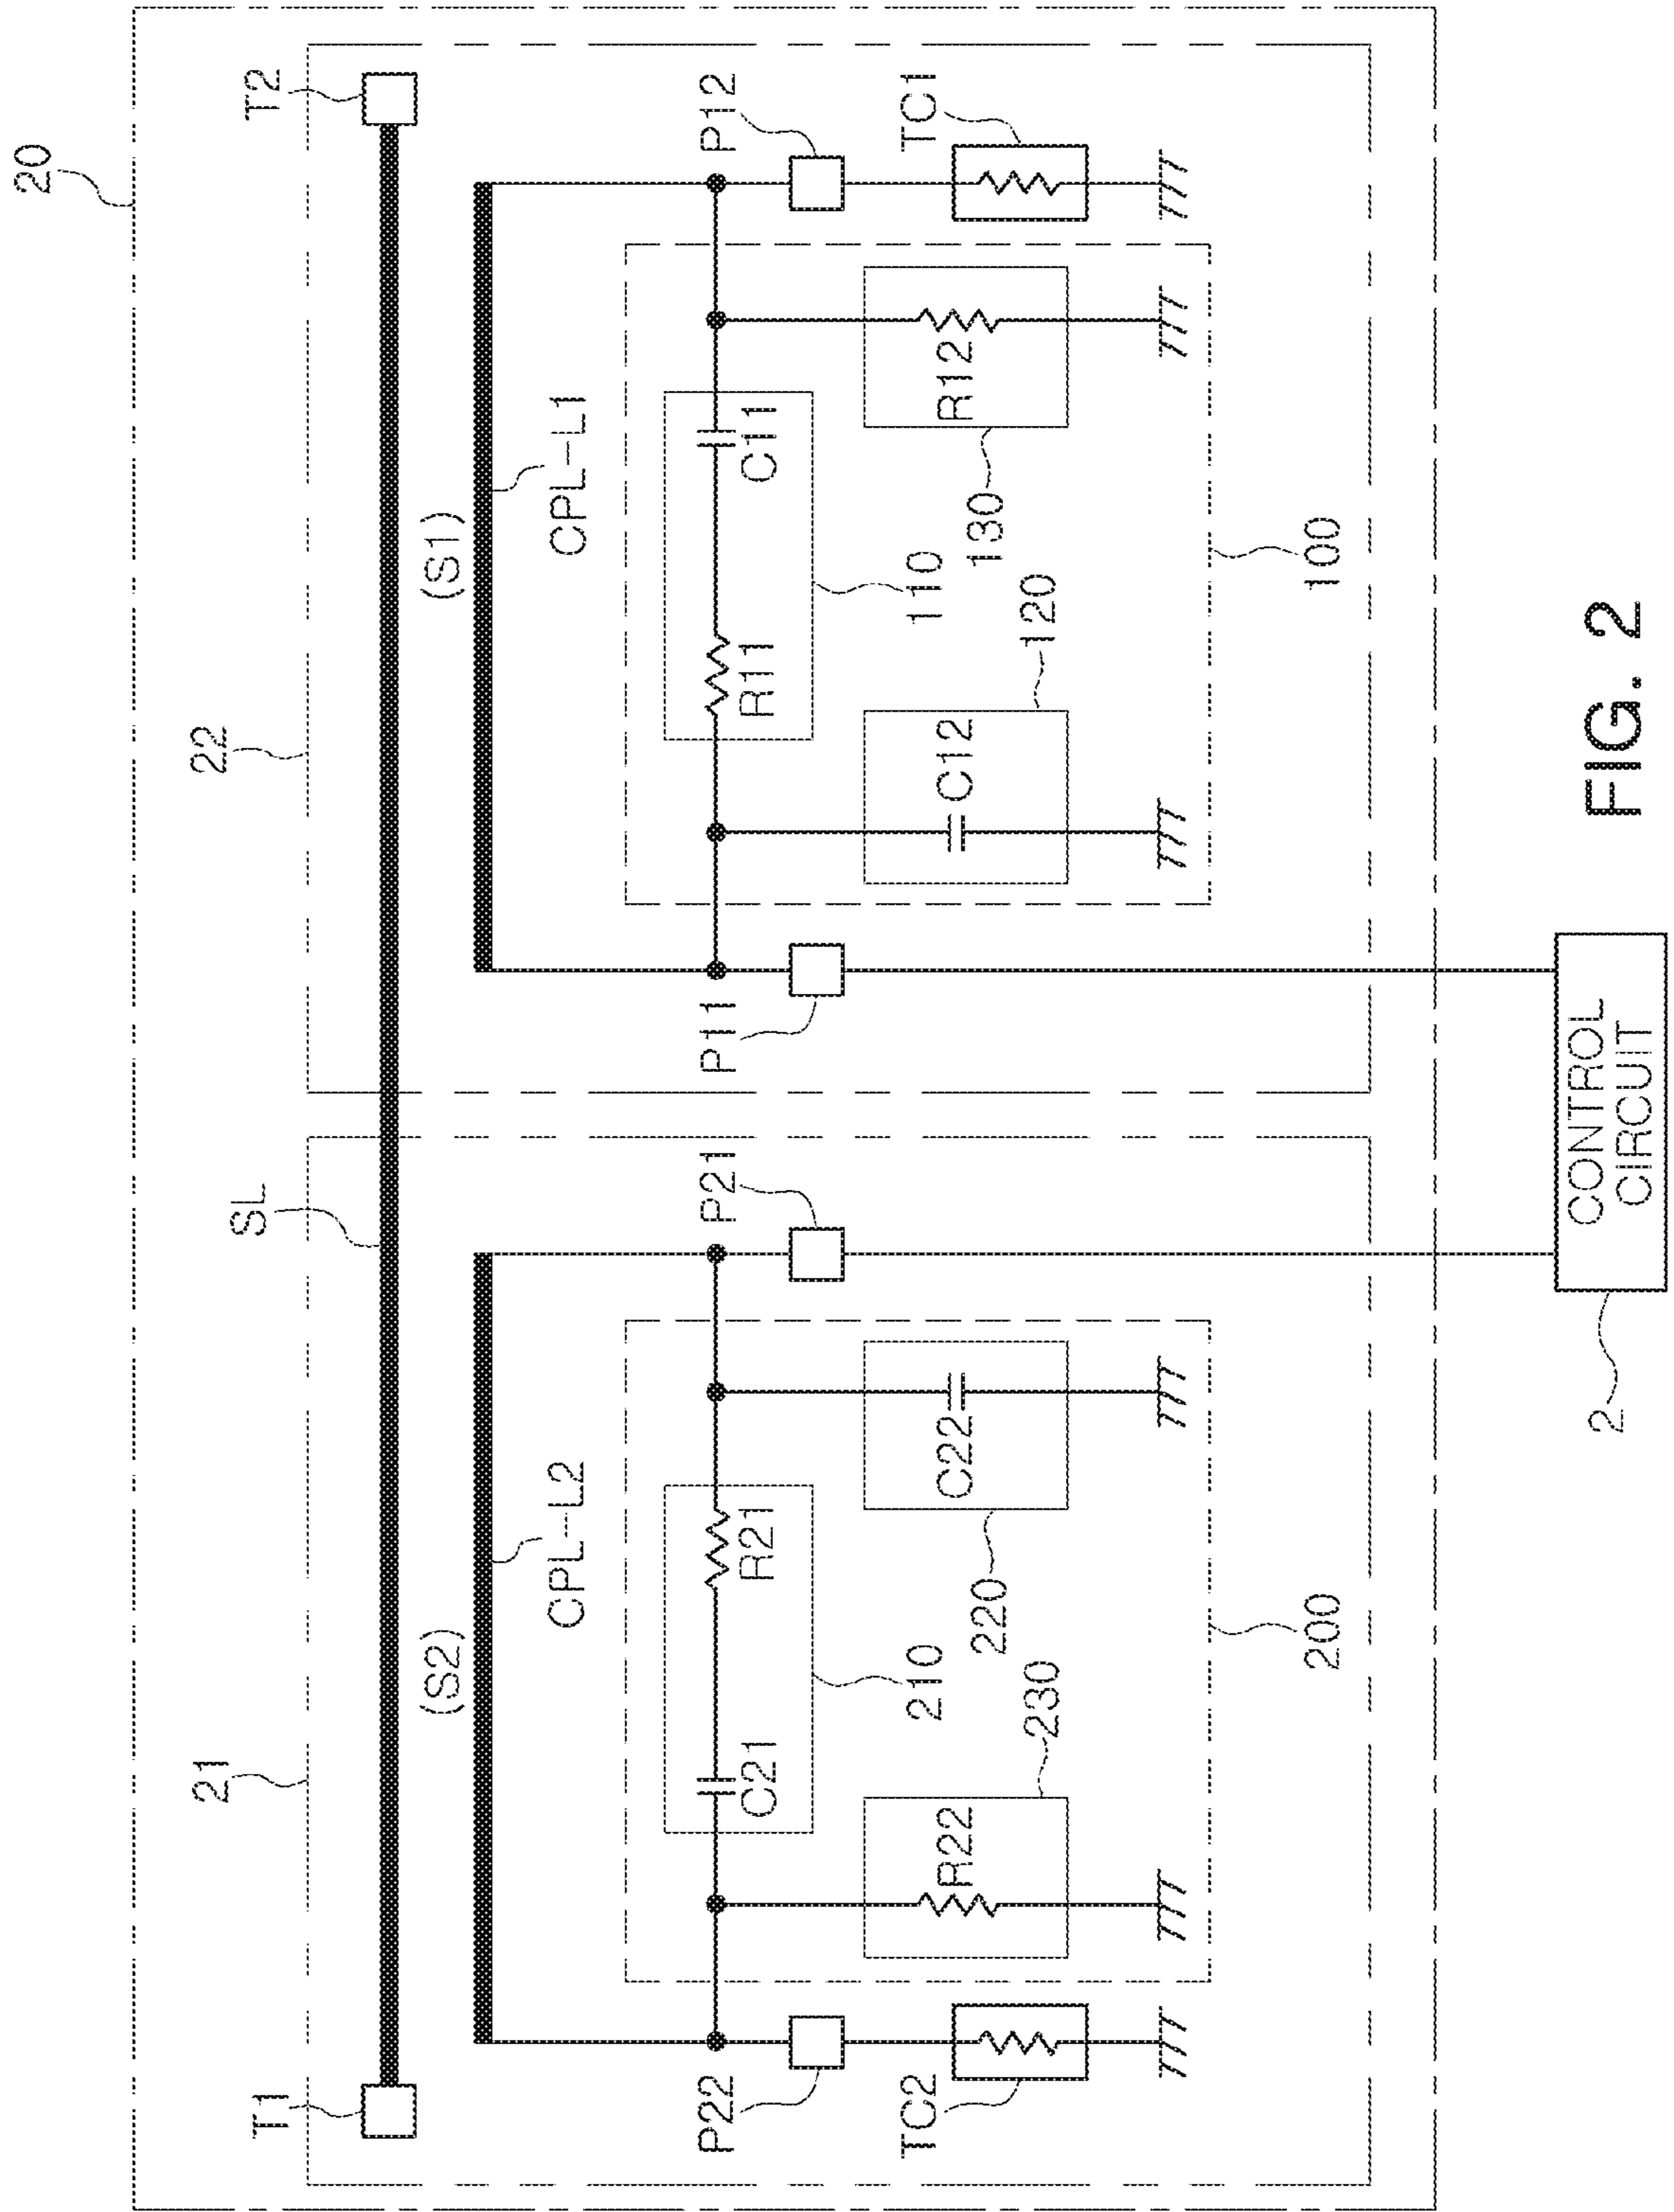 20
21
22
T1
SL
T2
(S2)
(S1)
CPL-L2
CPL-L1
P22
P21
P11
P12
C21
R21
R11
C11
210
110
R22
C22
C12
R12
230
220
120
130
TC2
TC1
200
100
2
CONTROL
CIRCUIT
FIG. 2